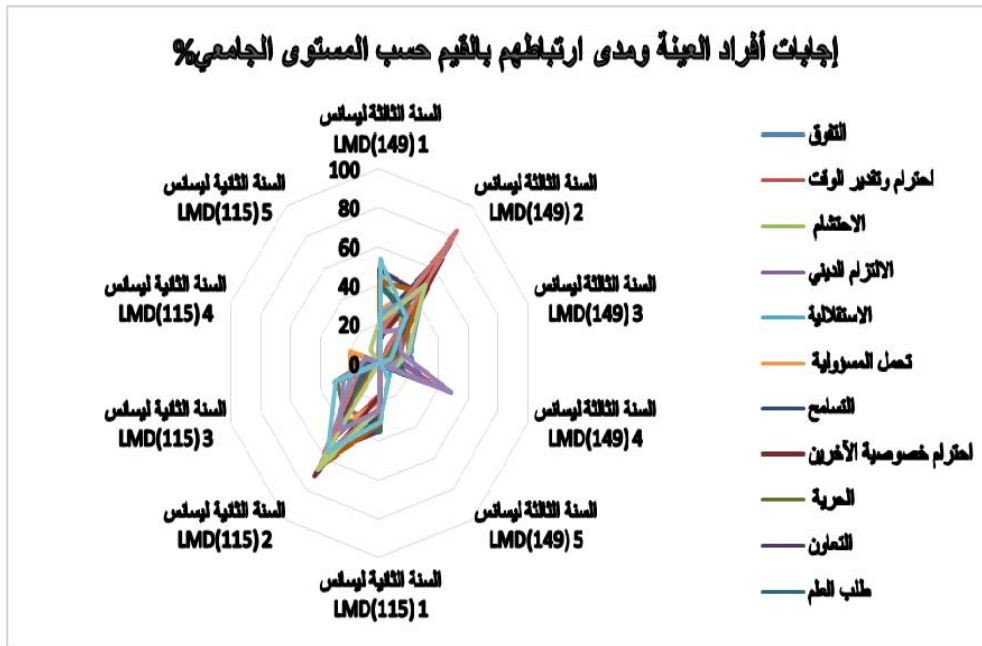 إجابات أفراد العينة ومدى ارتباطهم بالقيم حسب المستوى الجامعي%
السنة الثالثة ليسانس
LMD(149) 1
السنة الثالثة ليسانس
LMD(149) 2
السنة الثالثة ليسانس
LMD(149) 3
السنة الثالثة ليسانس
LMD(149) 4
السنة الثالثة ليسانس
LMD(149) 5
السنة الثانية ليسانس
LMD(115) 1
السنة الثانية ليسانس
LMD(115) 2
السنة الثانية ليسانس
LMD(115) 3
السنة الثانية ليسانس
LMD(115) 4
السنة الثانية ليسانس
LMD(115) 5
100
80
60
40
20
0
التفوق
احترام وتقدير الوقت
الاحتشام
الالتزام الديني
الاستقلالية
تحمل المسؤولية
التسامح
احترام خصوصية الآخرين
الحرية
التعاون
طلب العلم